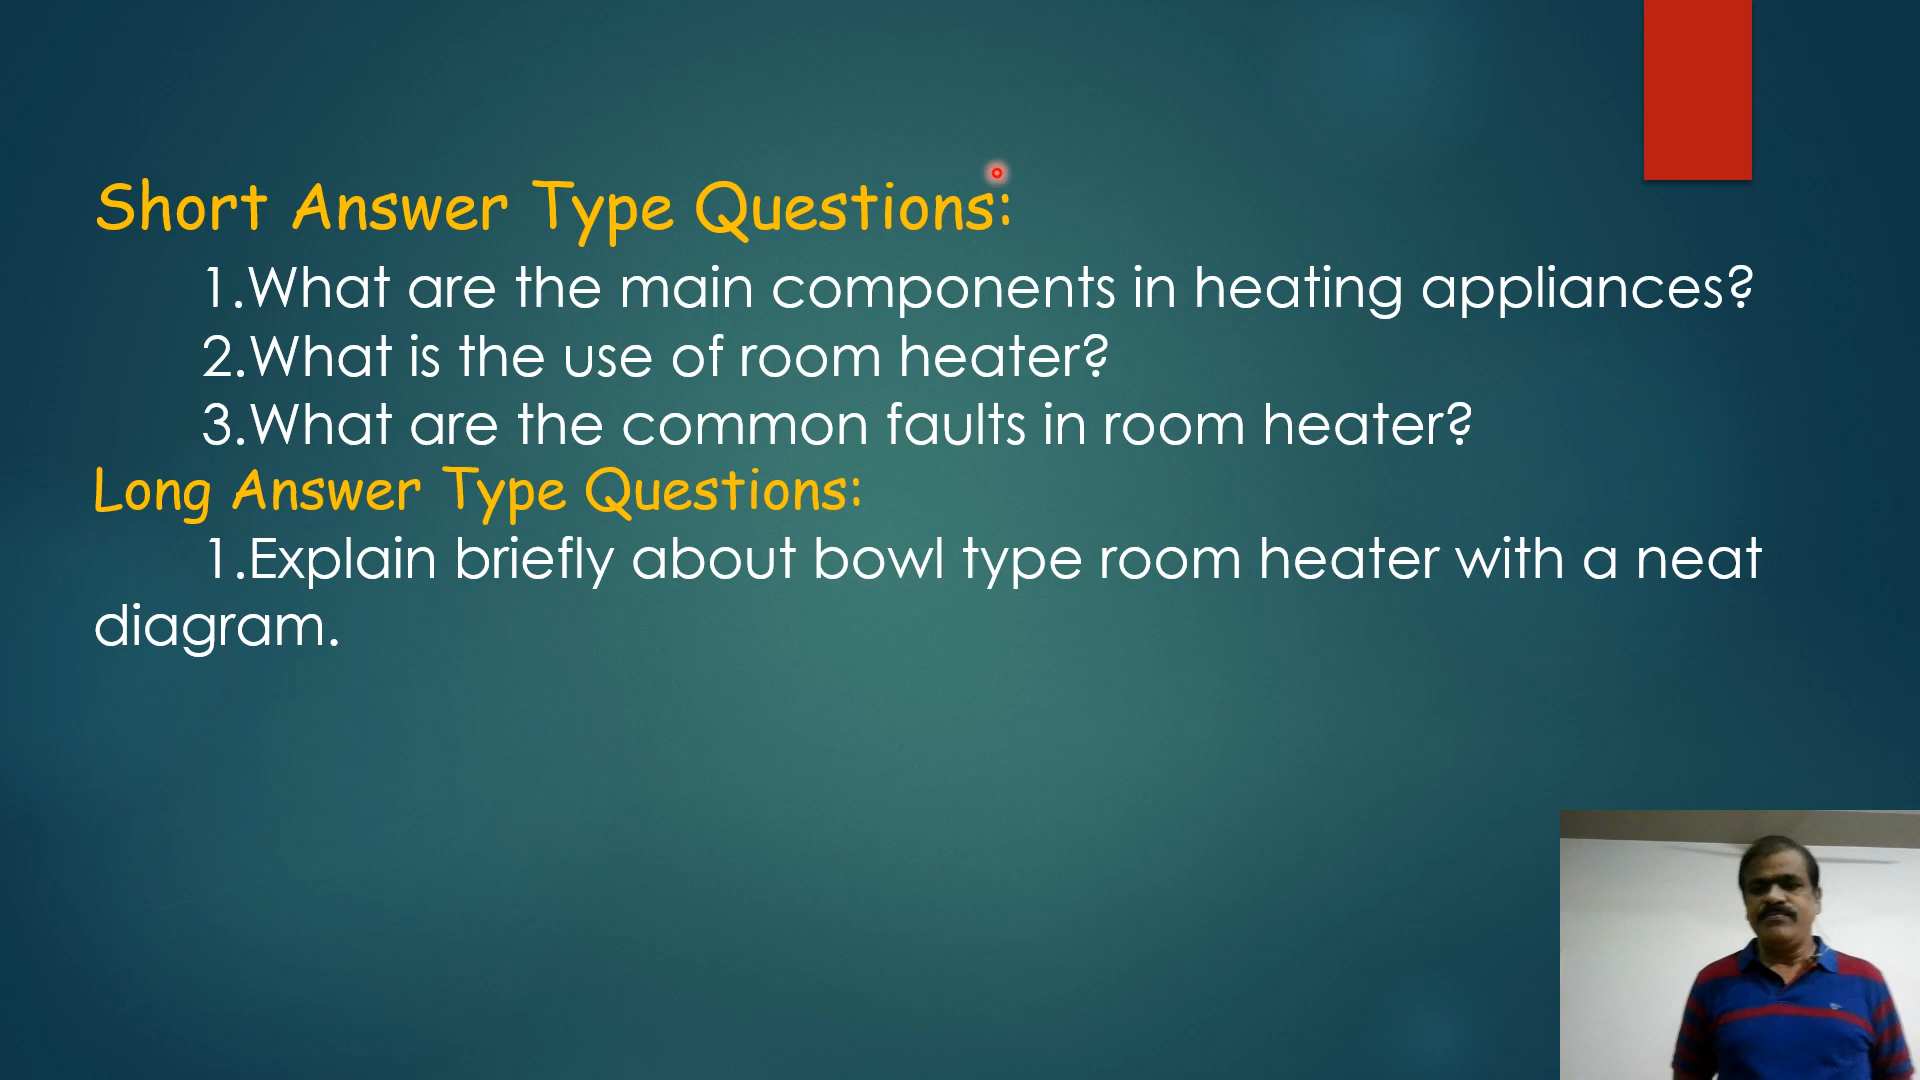 Short Answer Type Questions:
1.What are the main components in heating appliances?
2.What is the use of room heater?
3.What are the common faults in room heater?
Long Answer Type Questions:
1.Explain briefly about bowl type room heater with a neat
diagram.